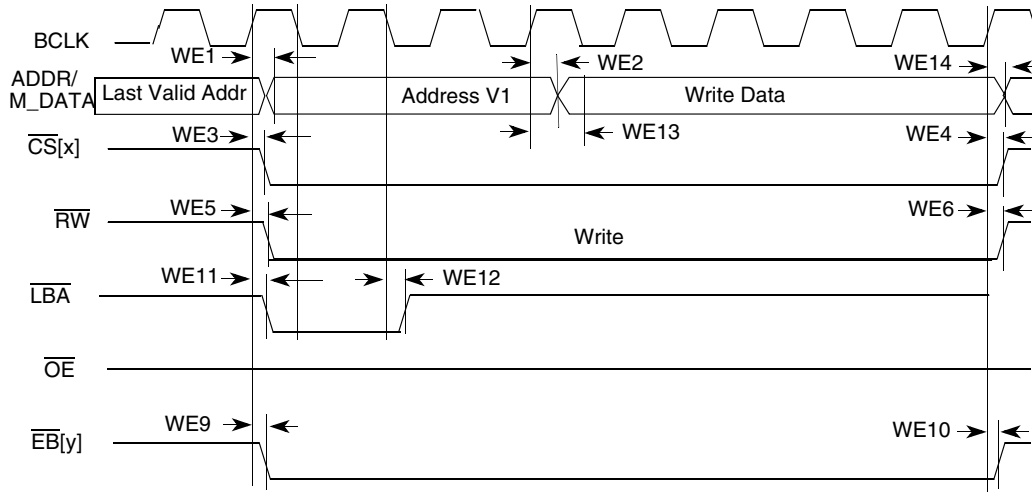 BCLK
WE1
WE2
WE14
ADDR/
M_DATA
Last Valid Addr
Address V1
Write Data
WE3
WE13
WE4
CS[x]
WE5
WE6
RW
Write
WE11
WE12
LBA
OE
WE9
WE10
EB[y]